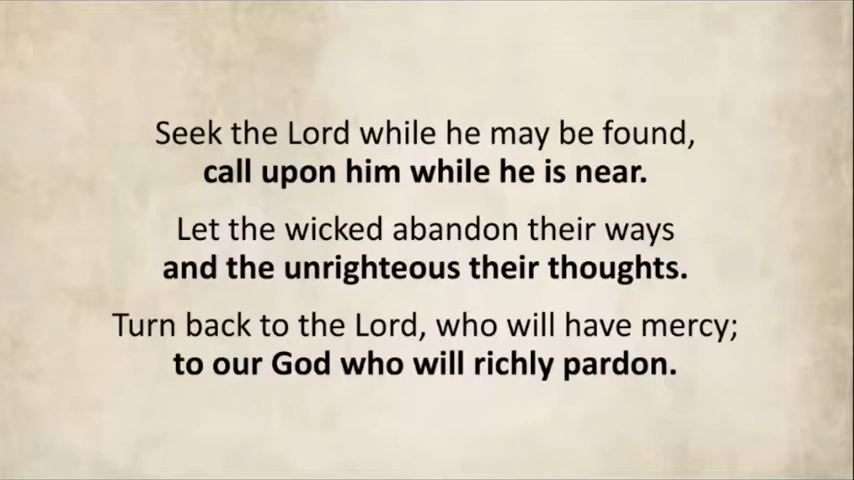 Seek the Lord while he may be found,
call upon him while he is near.
Let the wicked abandon their ways
and the unrighteous their thoughts.
Turn back to the Lord, who will have mercy;
to our God who will richly pardon.